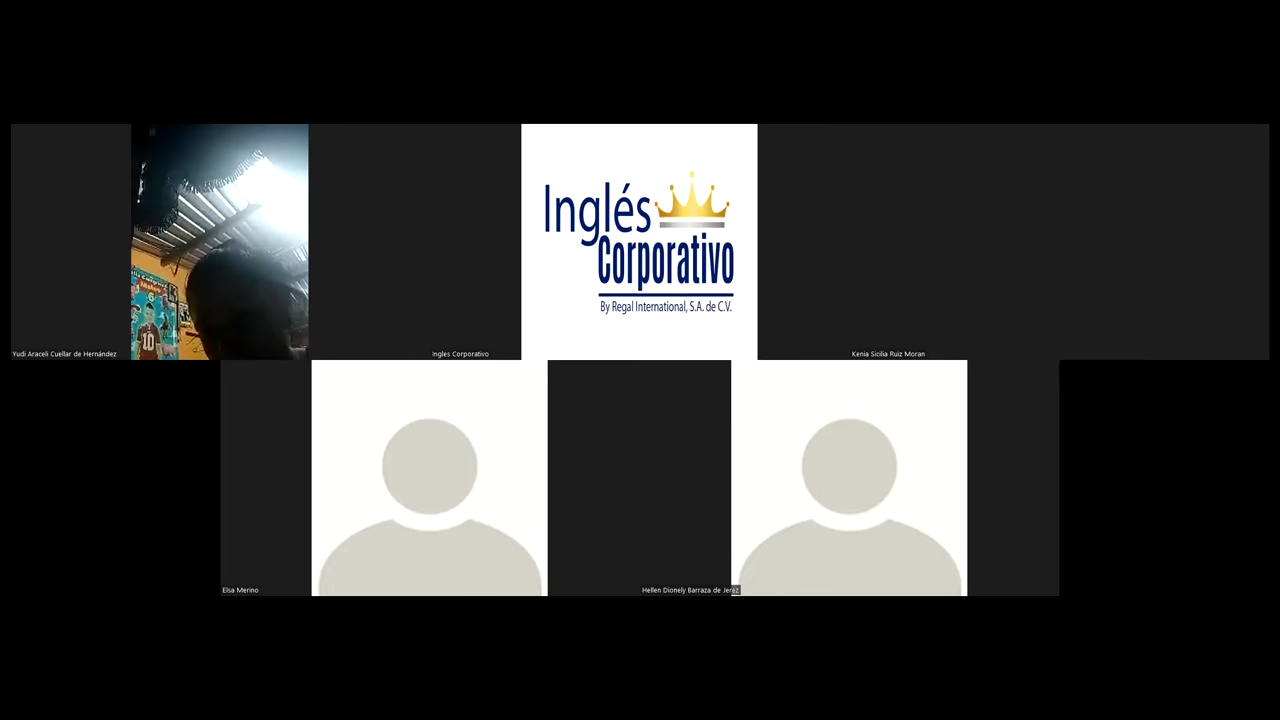 Inglés
Corporativo
By Regal International, S.A. de C.V.
10
Yudi Araceli Cuellar de Hernández
Ingles Corporativo
Kenia Sicilia Ruiz Moran
Elsa Merino
Hellen Dionely Barraza de Jerez